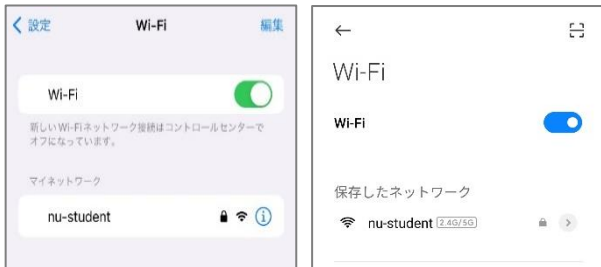 設定
Wi-Fi
編集
Wi-Fi
新しいWi-Fiネットワーク接続はコントロールセンターで
オフになっています。
マイネットワーク
nu-student
Wi-Fi
Wi-Fi
保存したネットワーク
nu-student 2.4G/5G